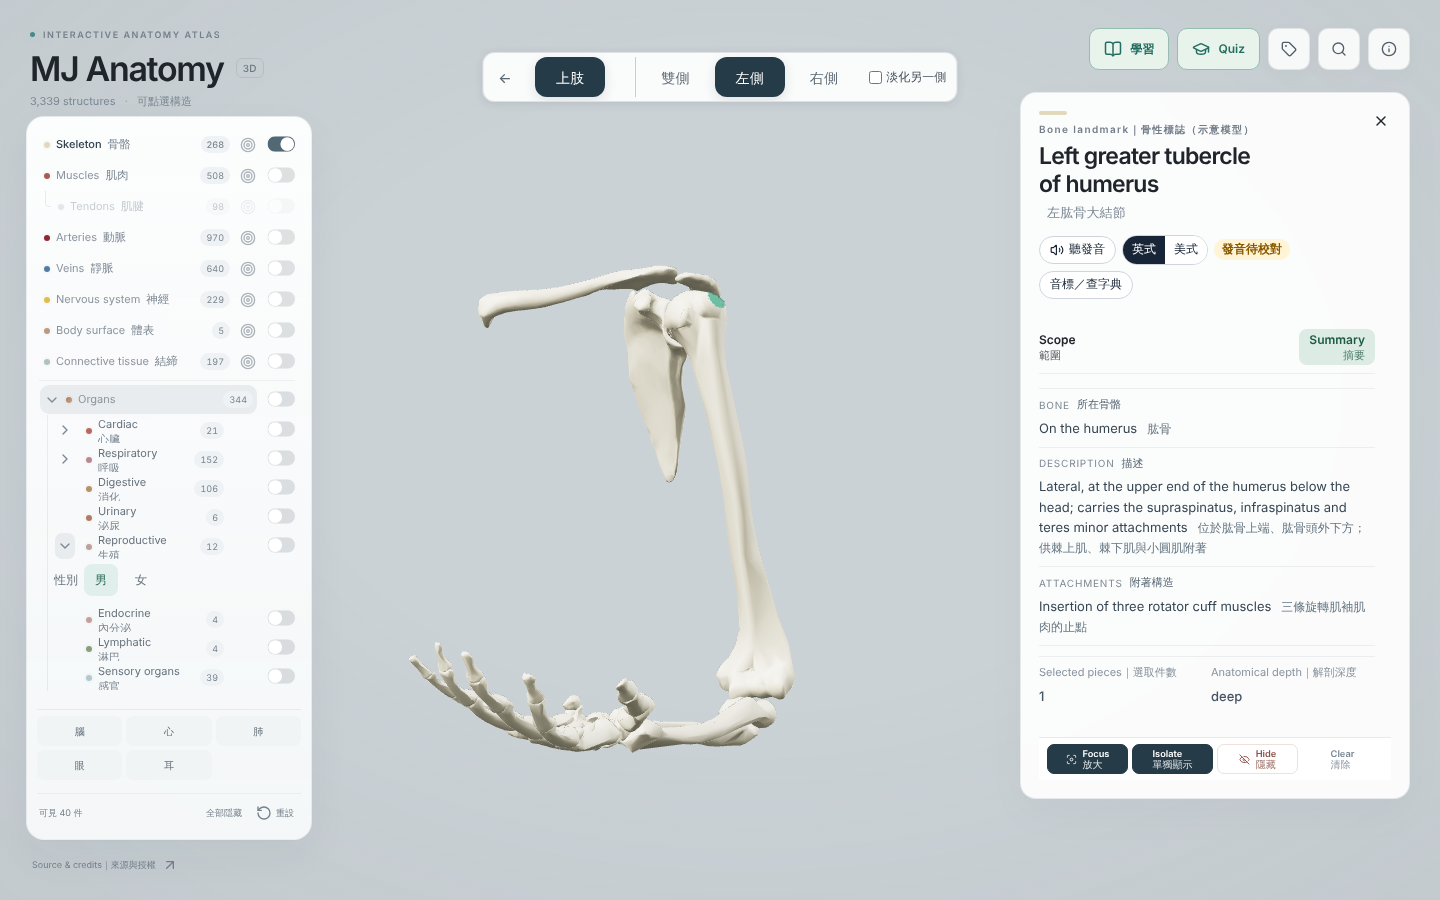 INTERACTIVE ANATOMY ATLAS
MJ Anatomy 3D
3,339 structures · 可點選構造
Skeleton 骨骼 268
Muscles 肌肉 508
Tendons 肌腱 98
Arteries 動脈 970
Veins 靜脈 640
Nervous system 神經 229
Body surface 體表 5
Connective tissue 結締 197
Organs 344
Cardiac 21
心臟
Respiratory 152
呼吸
Digestive 106
消化
Urinary 6
泌尿
Reproductive 12
生殖
性別 男 女
Endocrine 4
內分泌
Lymphatic 4
淋巴
Sensory organs 39
感官
腦 心 肺
眼 耳
可見 40 件 全部隱藏 重設
Source & credits | 來源與授權
← 上肢 雙側 左側 右側 淡化另一側
學習 Quiz
Bone landmark | 骨性標誌（示意模型）
Left greater tubercle
of humerus
左肱骨大結節
聽發音 英式 美式 發音待校對
音標／查字典
Scope Summary
範圍 摘要
BONE 所在骨骼
On the humerus 肱骨
DESCRIPTION 描述
Lateral, at the upper end of the humerus below the
head; carries the supraspinatus, infraspinatus and
teres minor attachments 位於肱骨上端、肱骨頭外下方；
供棘上肌、棘下肌與小圓肌附著
ATTACHMENTS 附著構造
Insertion of three rotator cuff muscles 三條旋轉肌袖肌
肉的止點
Selected pieces | 選取件數 Anatomical depth | 解剖深度
1 deep
Focus Isolate Hide Clear
放大 單獨顯示 隱藏 清除